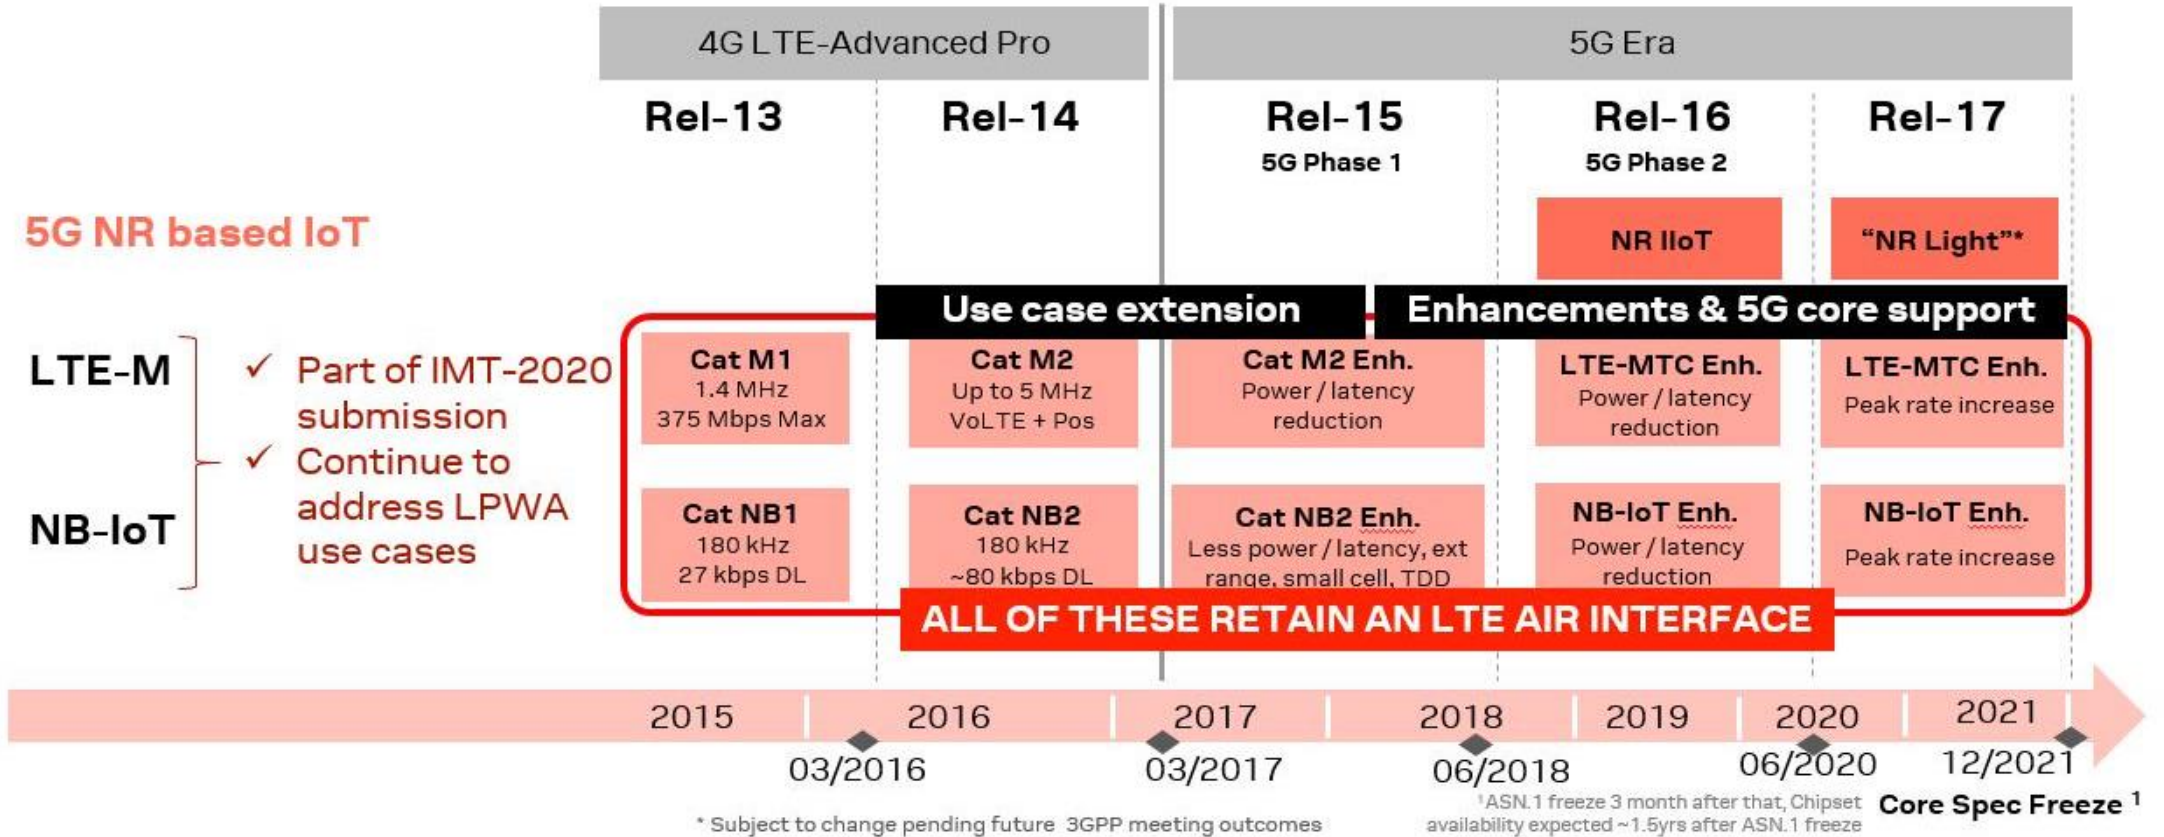 4G LTE-Advanced Pro
5G Era
Rel-13
Rel-14
Rel-15
5G Phase 1
Rel-16
5G Phase 2
Rel-17
5G NR based IoT
NR IIoT
“NR Light”*
Use case extension
Enhancements & 5G core support
LTE-M
NB-IoT
✓ Part of IMT-2020
submission
✓ Continue to
address LPWA
use cases
Cat M1
1.4 MHz
375 Mbps Max
Cat M2
Up to 5 MHz
VoLTE + Pos
Cat M2 Enh.
Power / latency
reduction
LTE-MTC Enh.
Power / latency
reduction
LTE-MTC Enh.
Peak rate increase
Cat NB1
180 kHz
27 kbps DL
Cat NB2
180 kHz
~80 kbps DL
Cat NB2 Enh.
Less power / latency, ext
range, small cell, TDD
NB-IoT Enh.
Power / latency
reduction
NB-IoT Enh.
Peak rate increase
ALL OF THESE RETAIN AN LTE AIR INTERFACE
2015
2016
2017
2018
2019
2020
2021
03/2016
03/2017
06/2018
06/2020
12/2021
Core Spec Freeze ¹
* Subject to change pending future 3GPP meeting outcomes
¹ASN.1 freeze 3 month after that, Chipset
availability expected ~1.5yrs after ASN.1 freeze